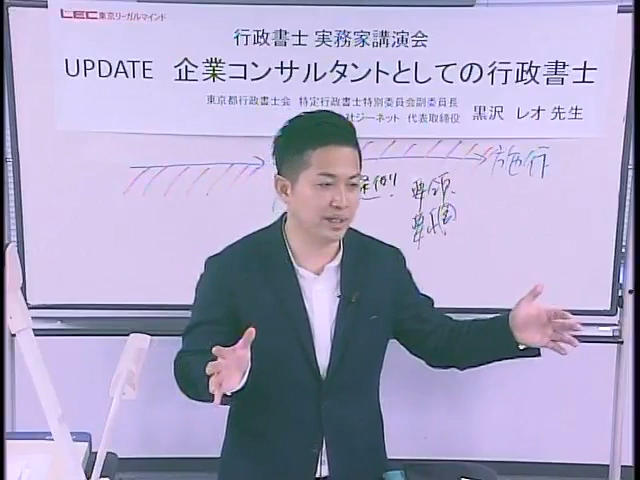 LEC東京リーガルマインド
行政書士 実務家講演会
UPDATE 企業コンサルタントとしての行政書士
東京都行政書士会 特定行政書士特別委員会副委員長
社ジーネット 代表取締役 黒沢 レオ 先生
施行
要領
要綱